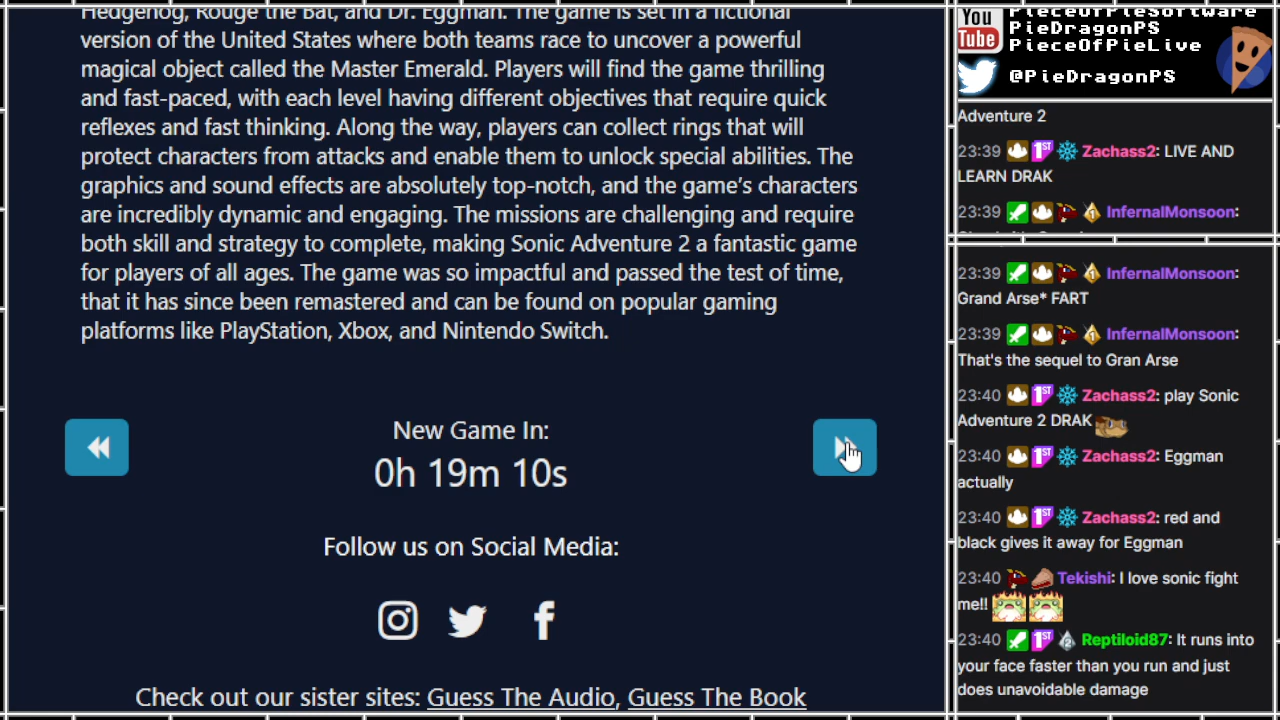 Hedgehog, Rouge the Bat, and Dr. Eggman. The game is set in a fictional
version of the United States where both teams race to uncover a powerful
magical object called the Master Emerald. Players will find the game thrilling
and fast-paced, with each level having different objectives that require quick
reflexes and fast thinking. Along the way, players can collect rings that will
protect characters from attacks and enable them to unlock special abilities. The
graphics and sound effects are absolutely top-notch, and the game's characters
are incredibly dynamic and engaging. The missions are challenging and require
both skill and strategy to complete, making Sonic Adventure 2 a fantastic game
for players of all ages. The game was so impactful and passed the test of time,
that it has since been remastered and can be found on popular gaming
platforms like PlayStation, Xbox, and Nintendo Switch.
New Game In:
0h 19m 10s
Follow us on Social Media:
Check out our sister sites: Guess The Audio, Guess The Book
You
Tube
PieceOfPieSoftware
PieDragonPS
PieceOfPieLive
@PieDragonPS
Adventure 2
23:39 1ST Zachass2: LIVE AND
LEARN DRAK
23:39 1 InfernalMonsoon:
23:39 1 InfernalMonsoon:
Grand Arse* FART
23:39 1 InfernalMonsoon:
That's the sequel to Gran Arse
23:40 1ST Zachass2: play Sonic
Adventure 2 DRAK
23:40 1ST Zachass2: Eggman
actually
23:40 1ST Zachass2: red and
black gives it away for Eggman
23:40 Tekishi: I love sonic fight
me!!
23:40 1ST 2 Reptiloid87: It runs into
your face faster than you run and just
does unavoidable damage